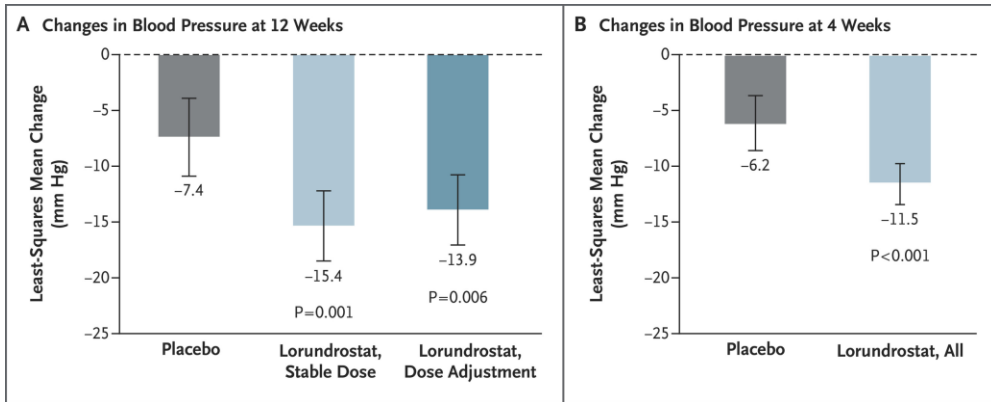 A Changes in Blood Pressure at 12 Weeks
Least-Squares Mean Change
(mm Hg)
0
−5
−10
−15
−20
−25
−7.4
−15.4
−13.9
P=0.001
P=0.006
Placebo
Lorundrostat,
Stable Dose
Lorundrostat,
Dose Adjustment
B Changes in Blood Pressure at 4 Weeks
Least-Squares Mean Change
(mm Hg)
0
−5
−10
−15
−20
−25
−6.2
−11.5
P<0.001
Placebo
Lorundrostat, All